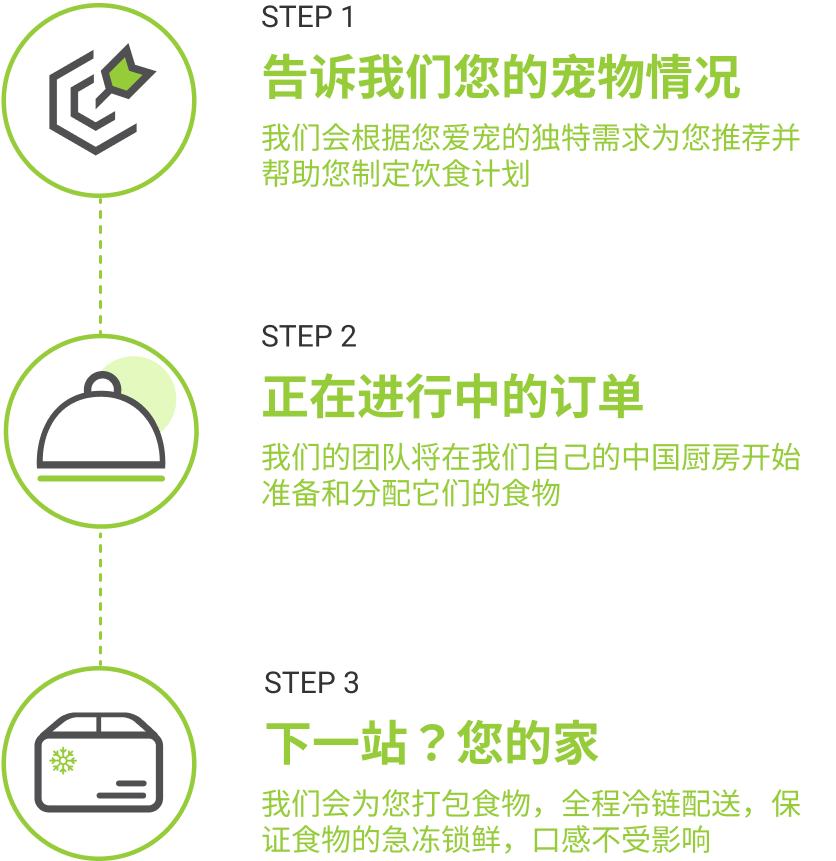 STEP 1
告诉我们您的宠物情况
我们会根据您爱宠的独特需求为您推荐并
帮助您制定饮食计划
STEP 2
正在进行中的订单
我们的团队将在我们自己的中国厨房开始
准备和分配它们的食物
STEP 3
下一站？您的家
我们会为您打包食物，全程冷链配送，保
证食物的急冻锁鲜，口感不受影响